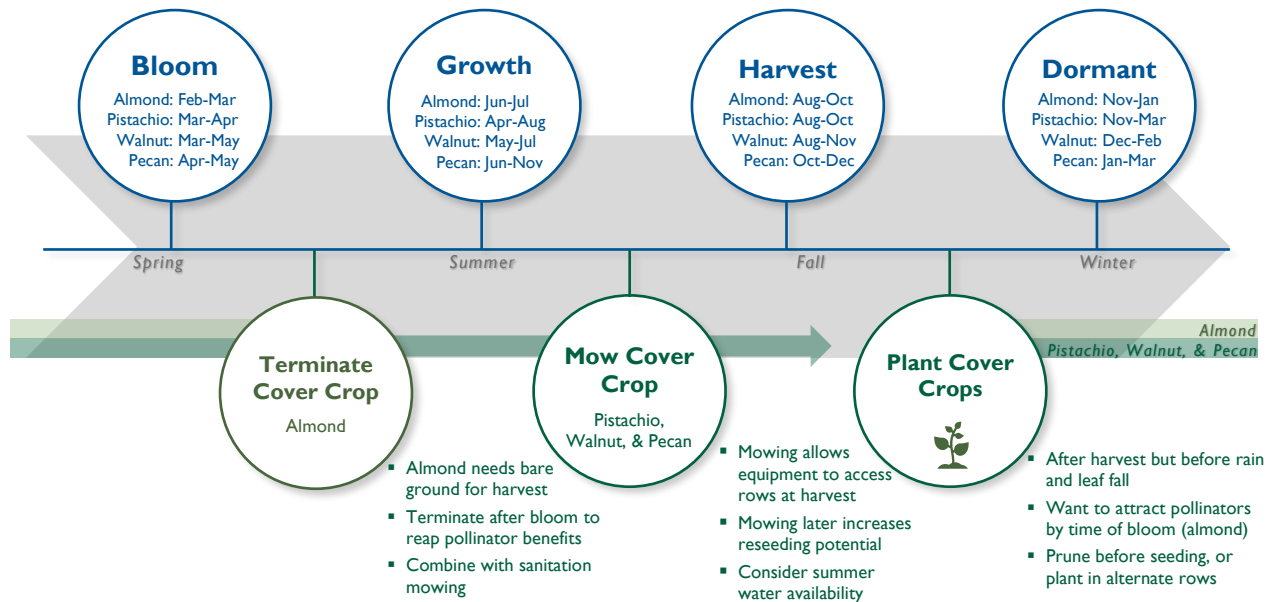 Bloom
Almond: Feb-Mar
Pistachio: Mar-Apr
Walnut: Mar-May
Pecan: Apr-May
Growth
Almond: Jun-Jul
Pistachio: Apr-Aug
Walnut: May-Jul
Pecan: Jun-Nov
Harvest
Almond: Aug-Oct
Pistachio: Aug-Oct
Walnut: Aug-Nov
Pecan: Oct-Dec
Dormant
Almond: Nov-Jan
Pistachio: Nov-Mar
Walnut: Dec-Feb
Pecan: Jan-Mar
Spring
Summer
Fall
Winter
Almond
Pistachio, Walnut, & Pecan
Terminate
Cover Crop
Almond
▪ Almond needs bare
ground for harvest
▪ Terminate after bloom to
reap pollinator benefits
▪ Combine with sanitation
mowing
Mow Cover
Crop
Pistachio,
Walnut, & Pecan
▪ Mowing allows
equipment to access
rows at harvest
▪ Mowing later increases
reseeding potential
▪ Consider summer
water availability
Plant Cover
Crops
▪ After harvest but before rain
and leaf fall
▪ Want to attract pollinators
by time of bloom (almond)
▪ Prune before seeding, or
plant in alternate rows